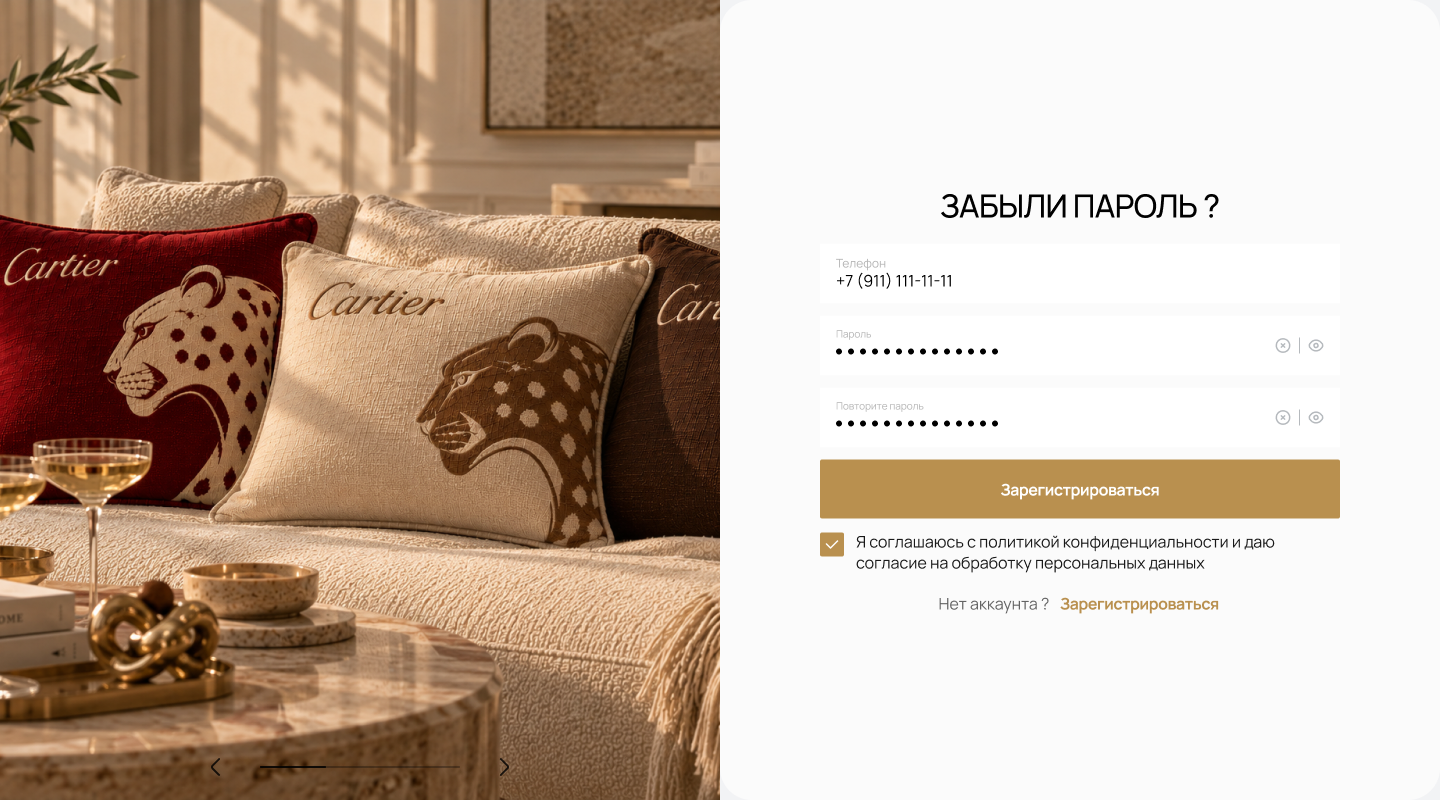 Cartier
Cartier
OME
ЗАБЫЛИ ПАРОЛЬ ?
Телефон
+7 (911) 111-11-11
Пароль
Повторите пароль
Зарегистрироваться
Я соглашаюсь с политикой конфиденциальности и даю
согласие на обработку персональных данных
Нет аккаунта ? Зарегистрироваться